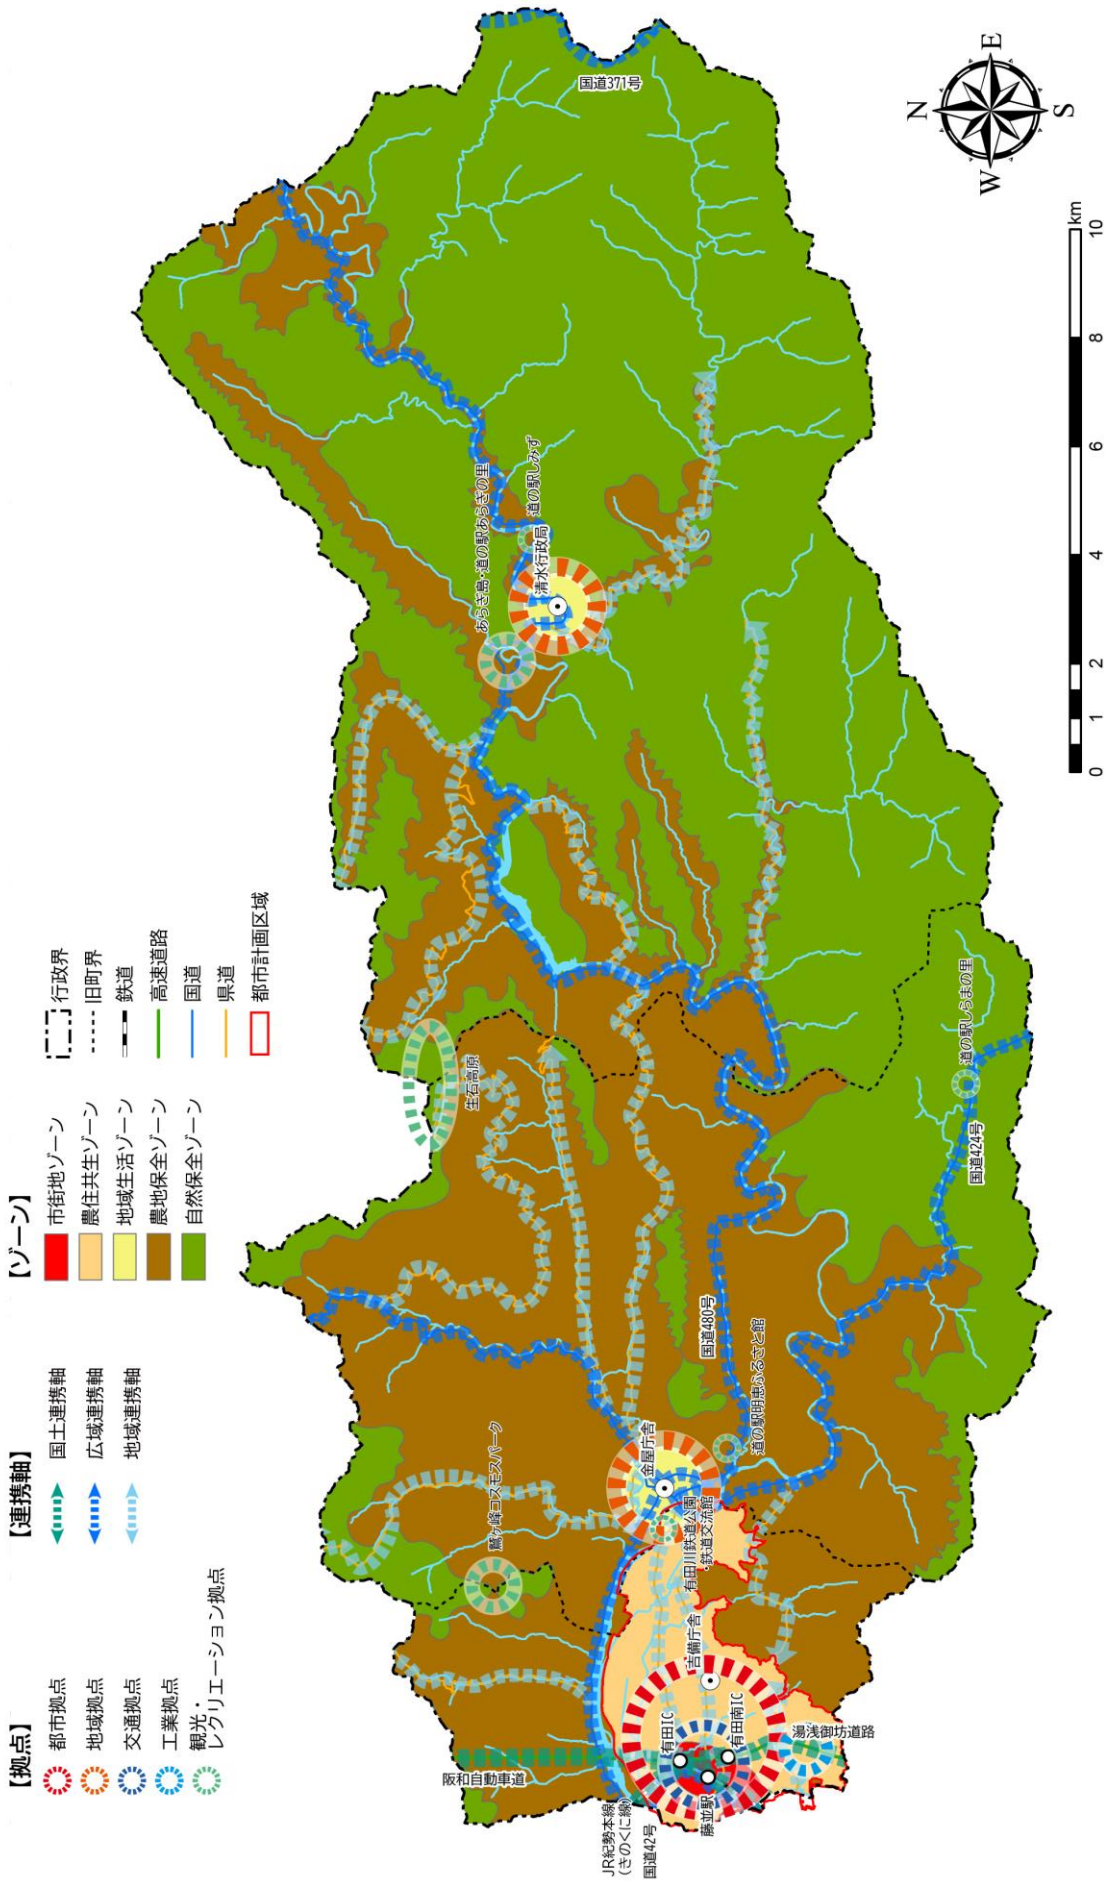 【拠点】
都市拠点
地域拠点
交通拠点
工業拠点
観光・
レクリエーション拠点
【連携軸】
国土連携軸
広域連携軸
地域連携軸
【ゾーン】
市街地ゾーン
農住共生ゾーン
地域生活ゾーン
農地保全ゾーン
自然保全ゾーン
行政界
旧町界
鉄道
高速道路
国道
県道
都市計画区域
阪和自動車道
JR紀勢本線
（きのくに線）
国道42号
藤並駅
有田IC
有田南IC
吉備庁舎
湯浅御坊道路
有田川鉄道公園
・鉄道交流館
金屋庁舎
鷲ヶ峰コスモスパーク
道の駅明恵ふるさと館
国道480号
生石高原
国道424号
道の駅しらまの里
あらぎ島・道の駅あらぎの里
清水行政局
道の駅しみず
国道371号
N
E
S
W
0
1
2
4
6
8
10
km